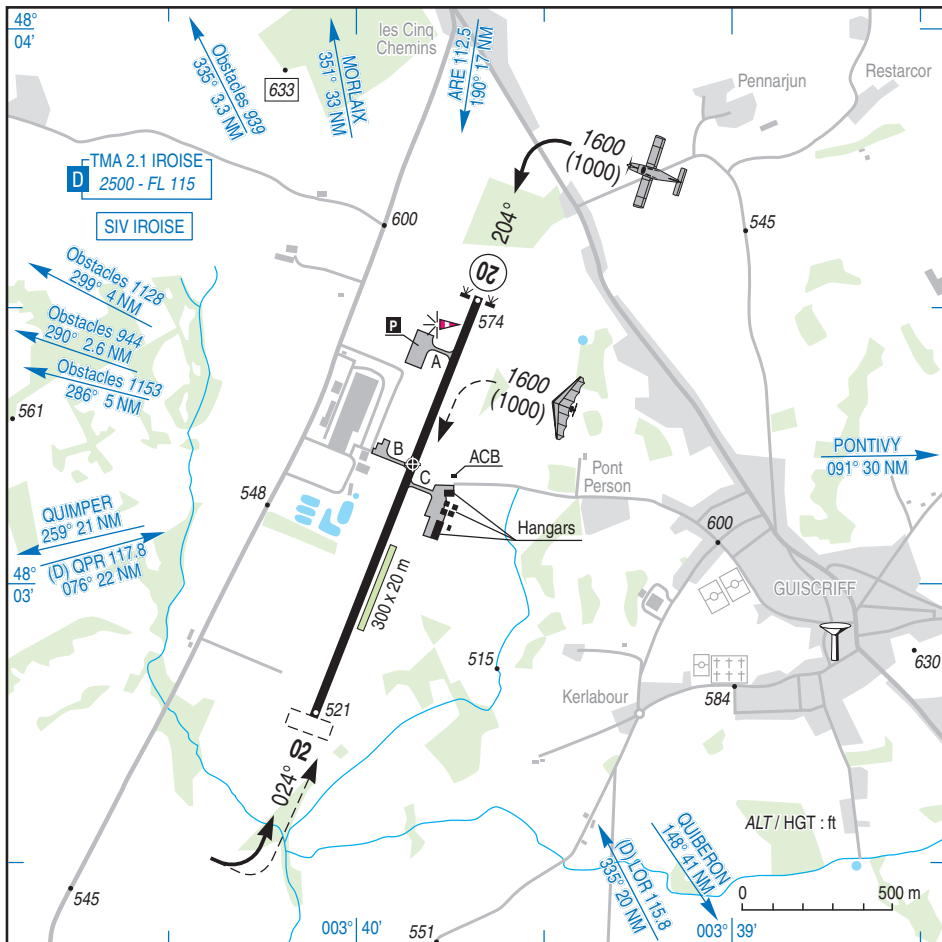 48°
04'
les Cinq
Chemins
Obstacles 939
335° 3.3 NM
633
MORLAIX
351° 33 NM
ARE 112.5
190° 17 NM
Pennarjun
Restarcor
1600
(1000)
D
TMA 2.1 IROISE
2500 - FL 115
SIV IROISE
600
204°
545
20
574
Obstacles 1128
299° 4 NM
Obstacles 944
290° 2.6 NM
Obstacles 1153
286° 5 NM
561
P
A
1600
(1000)
B
C
ACB
Pont
Person
PONTIVY
091° 30 NM
548
Hangars
600
QUIMPER
259° 21 NM
(D) QPR 117.8
076° 22 NM
48°
03'
300 x 20 m
GUISCRIFF
515
630
584
Kerlabour
521
02
024°
ALT / HGT : ft
(D) LOR 115.8
335° 20 NM
QUIBERON
148° 41 NM
0
500 m
545
003° 40'
551
003° 39'